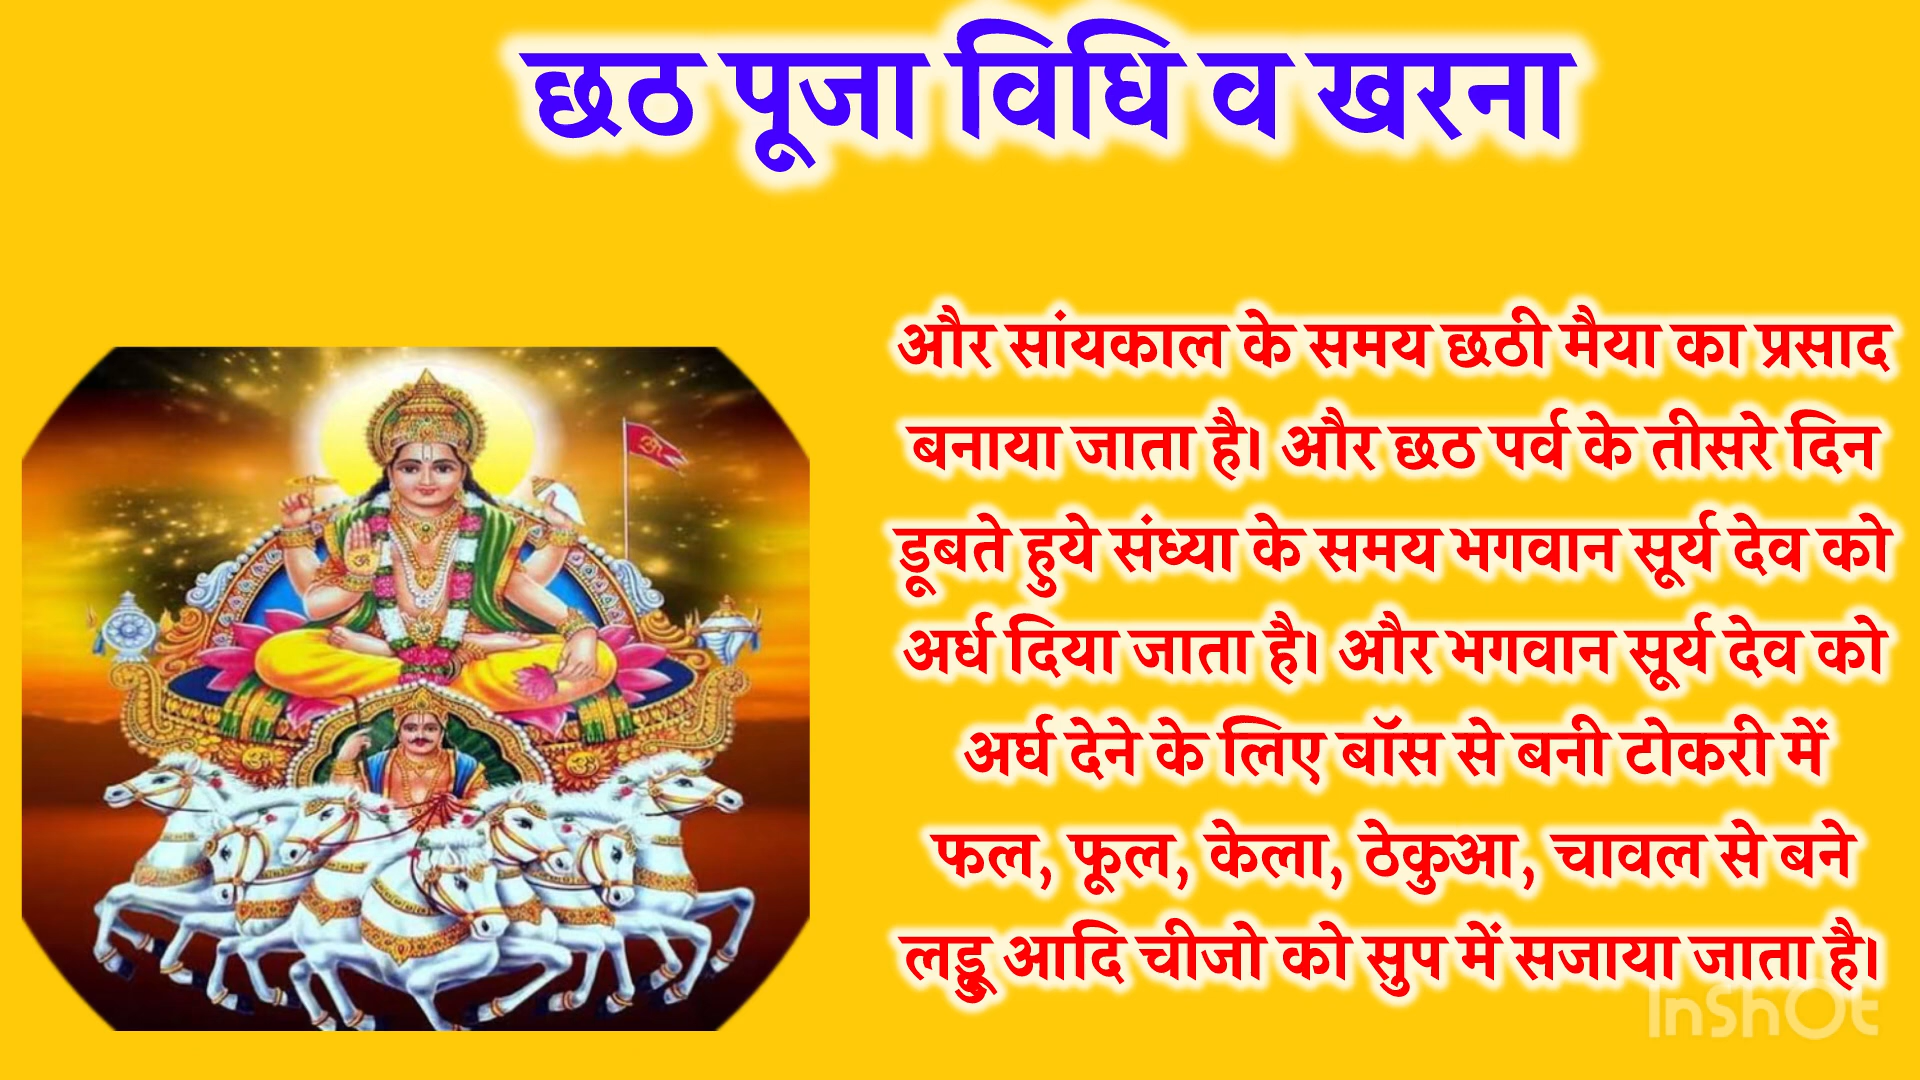 छठ पूजा विधि व खरना
और सांयकाल के समय छठी मैया का प्रसाद
बनाया जाता है। और छठ पर्व के तीसरे दिन
डूबते हुये संध्या के समय भगवान सूर्य देव को
अर्ध दिया जाता है। और भगवान सूर्य देव को
अर्घ देने के लिए बॉस से बनी टोकरी में
फल, फूल, केला, ठेकुआ, चावल से बने
लड्डू आदि चीजो को सुप में सजाया जाता है।
InShOt